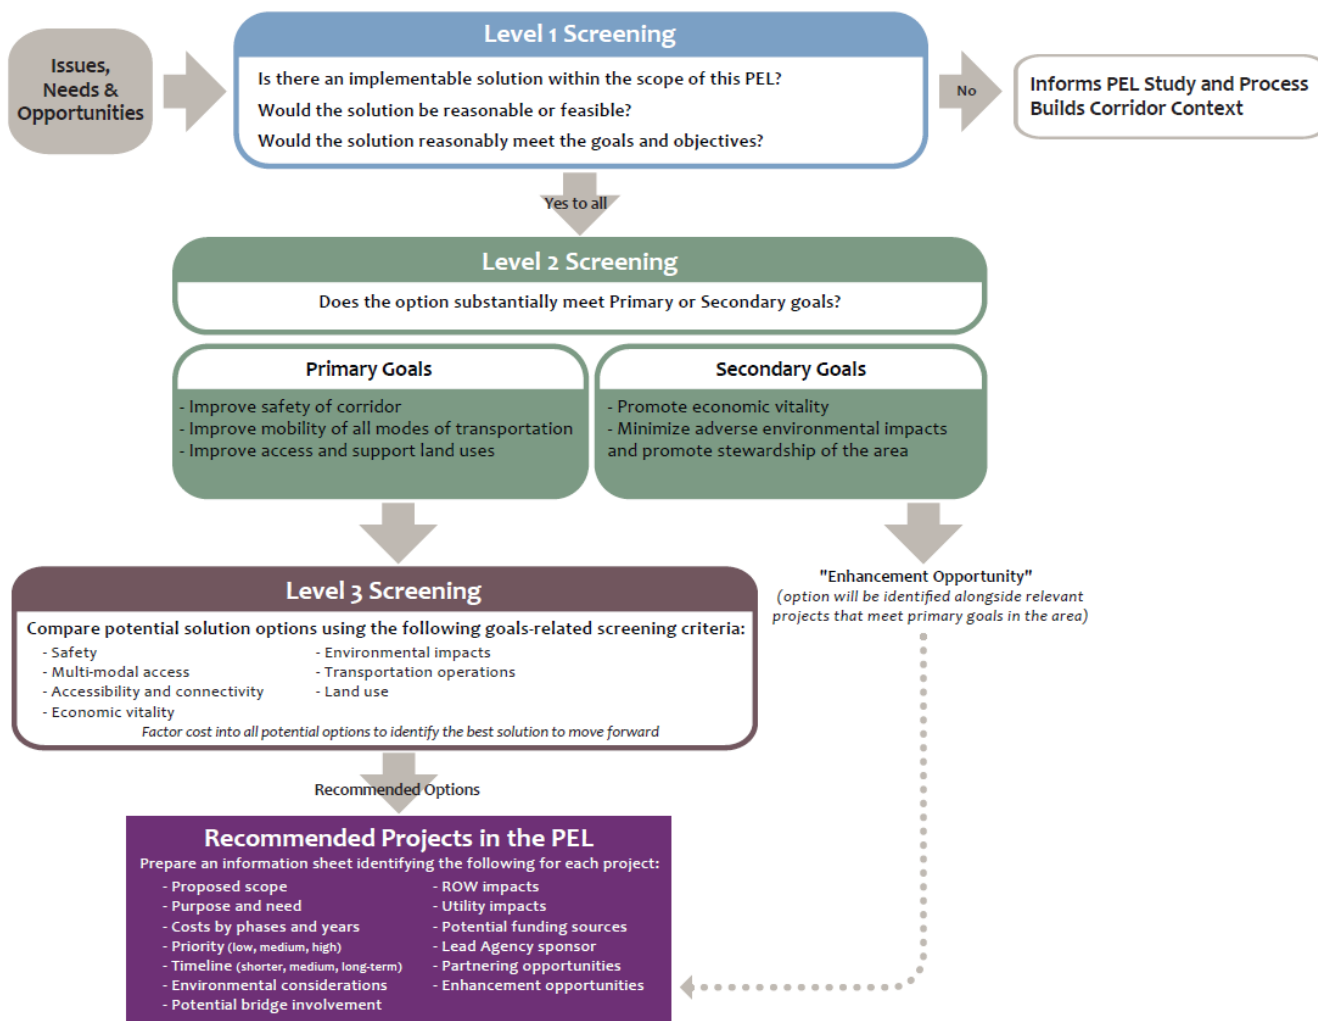 Issues,
Needs &
Opportunities
Level 1 Screening
Is there an implementable solution within the scope of this PEL?
Would the solution be reasonable or feasible?
Would the solution reasonably meet the goals and objectives?
No
Informs PEL Study and Process
Builds Corridor Context
Yes to all
Level 2 Screening
Does the option substantially meet Primary or Secondary goals?
Primary Goals
- Improve safety of corridor
- Improve mobility of all modes of transportation
- Improve access and support land uses
Secondary Goals
- Promote economic vitality
- Minimize adverse environmental impacts
and promote stewardship of the area
Level 3 Screening
Compare potential solution options using the following goals-related screening criteria:
- Safety
- Multi-modal access
- Accessibility and connectivity
- Economic vitality
- Environmental impacts
- Transportation operations
- Land use
Factor cost into all potential options to identify the best solution to move forward
"Enhancement Opportunity"
(option will be identified alongside relevant
projects that meet primary goals in the area)
Recommended Options
Recommended Projects in the PEL
Prepare an information sheet identifying the following for each project:
- Proposed scope
- Purpose and need
- Costs by phases and years
- Priority (low, medium, high)
- Timeline (shorter, medium, long-term)
- Environmental considerations
- Potential bridge involvement
- ROW impacts
- Utility impacts
- Potential funding sources
- Lead Agency sponsor
- Partnering opportunities
- Enhancement opportunities